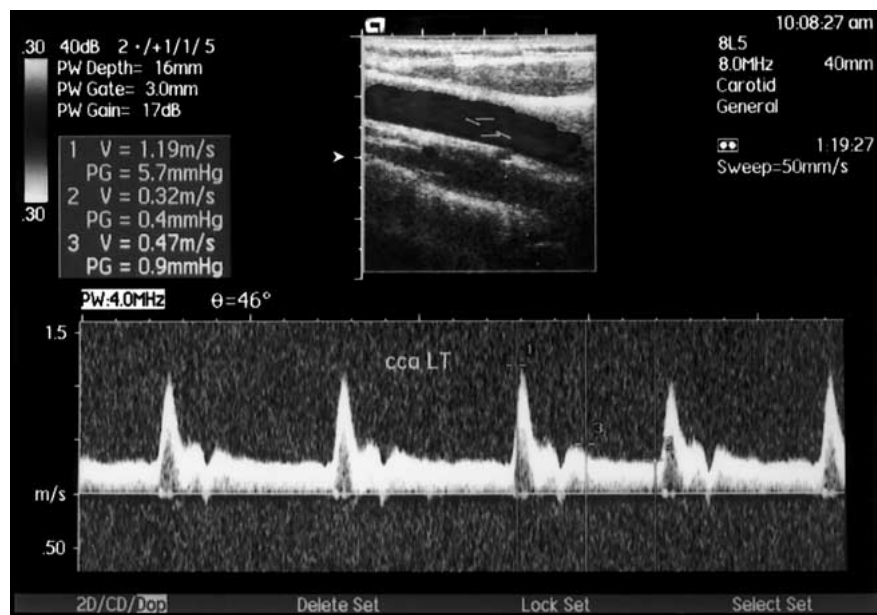 10:08:27 am
.30 40dB 2 ·/+1/1/ 5
PW Depth= 16mm
PW Gate= 3.0mm
PW Gain= 17dB
8L5
8.0MHz 40mm
Carotid
General
1:19:27
Sweep=50mm/s
1 V = 1.19m/s
PG = 5.7mmHg
2 V = 0.32m/s
PG = 0.4mmHg
3 V = 0.47m/s
PG = 0.9mmHg
.30
PW:4.0MHz θ=46°
1.5
cca LT
1
3
m/s
.50
2D/CD/Dop Delete Set Lock Set Select Set